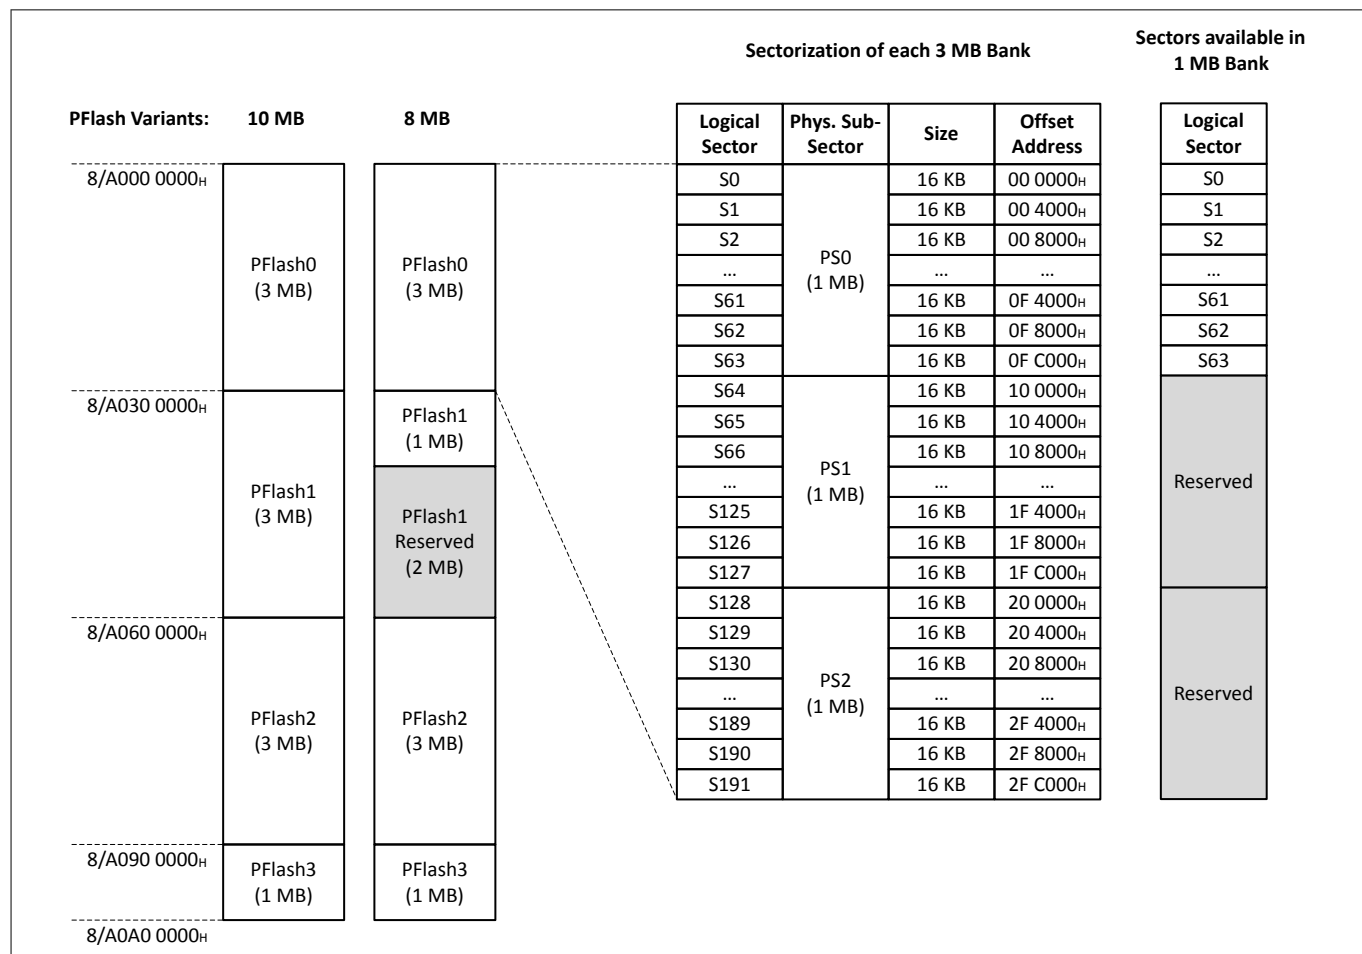 Sectorization of each 3 MB Bank
Sectors available in
1 MB Bank
PFlash Variants: 10 MB 8 MB
8/A000 0000H
PFlash0
(3 MB)
PFlash0
(3 MB)
8/A030 0000H
PFlash1
(3 MB)
PFlash1
(1 MB)
PFlash1
Reserved
(2 MB)
8/A060 0000H
PFlash2
(3 MB)
PFlash2
(3 MB)
8/A090 0000H
PFlash3
(1 MB)
PFlash3
(1 MB)
8/A0A0 0000H
Logical
Sector
Phys. Sub-
Sector
Size
Offset
Address
S0 16 KB 00 0000H
S1 16 KB 00 4000H
S2 16 KB 00 8000H
... ... ...
S61 16 KB 0F 4000H
S62 16 KB 0F 8000H
S63 16 KB 0F C000H
PS0
(1 MB)
S64 16 KB 10 0000H
S65 16 KB 10 4000H
S66 16 KB 10 8000H
... ... ...
S125 16 KB 1F 4000H
S126 16 KB 1F 8000H
S127 16 KB 1F C000H
PS1
(1 MB)
S128 16 KB 20 0000H
S129 16 KB 20 4000H
S130 16 KB 20 8000H
... ... ...
S189 16 KB 2F 4000H
S190 16 KB 2F 8000H
S191 16 KB 2F C000H
PS2
(1 MB)
Logical
Sector
S0
S1
S2
...
S61
S62
S63
Reserved
Reserved